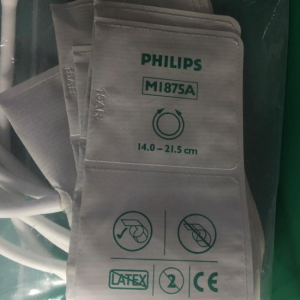 PHILIPS
M1875A
14.0 – 21.5 cm
LATEX 2 CE